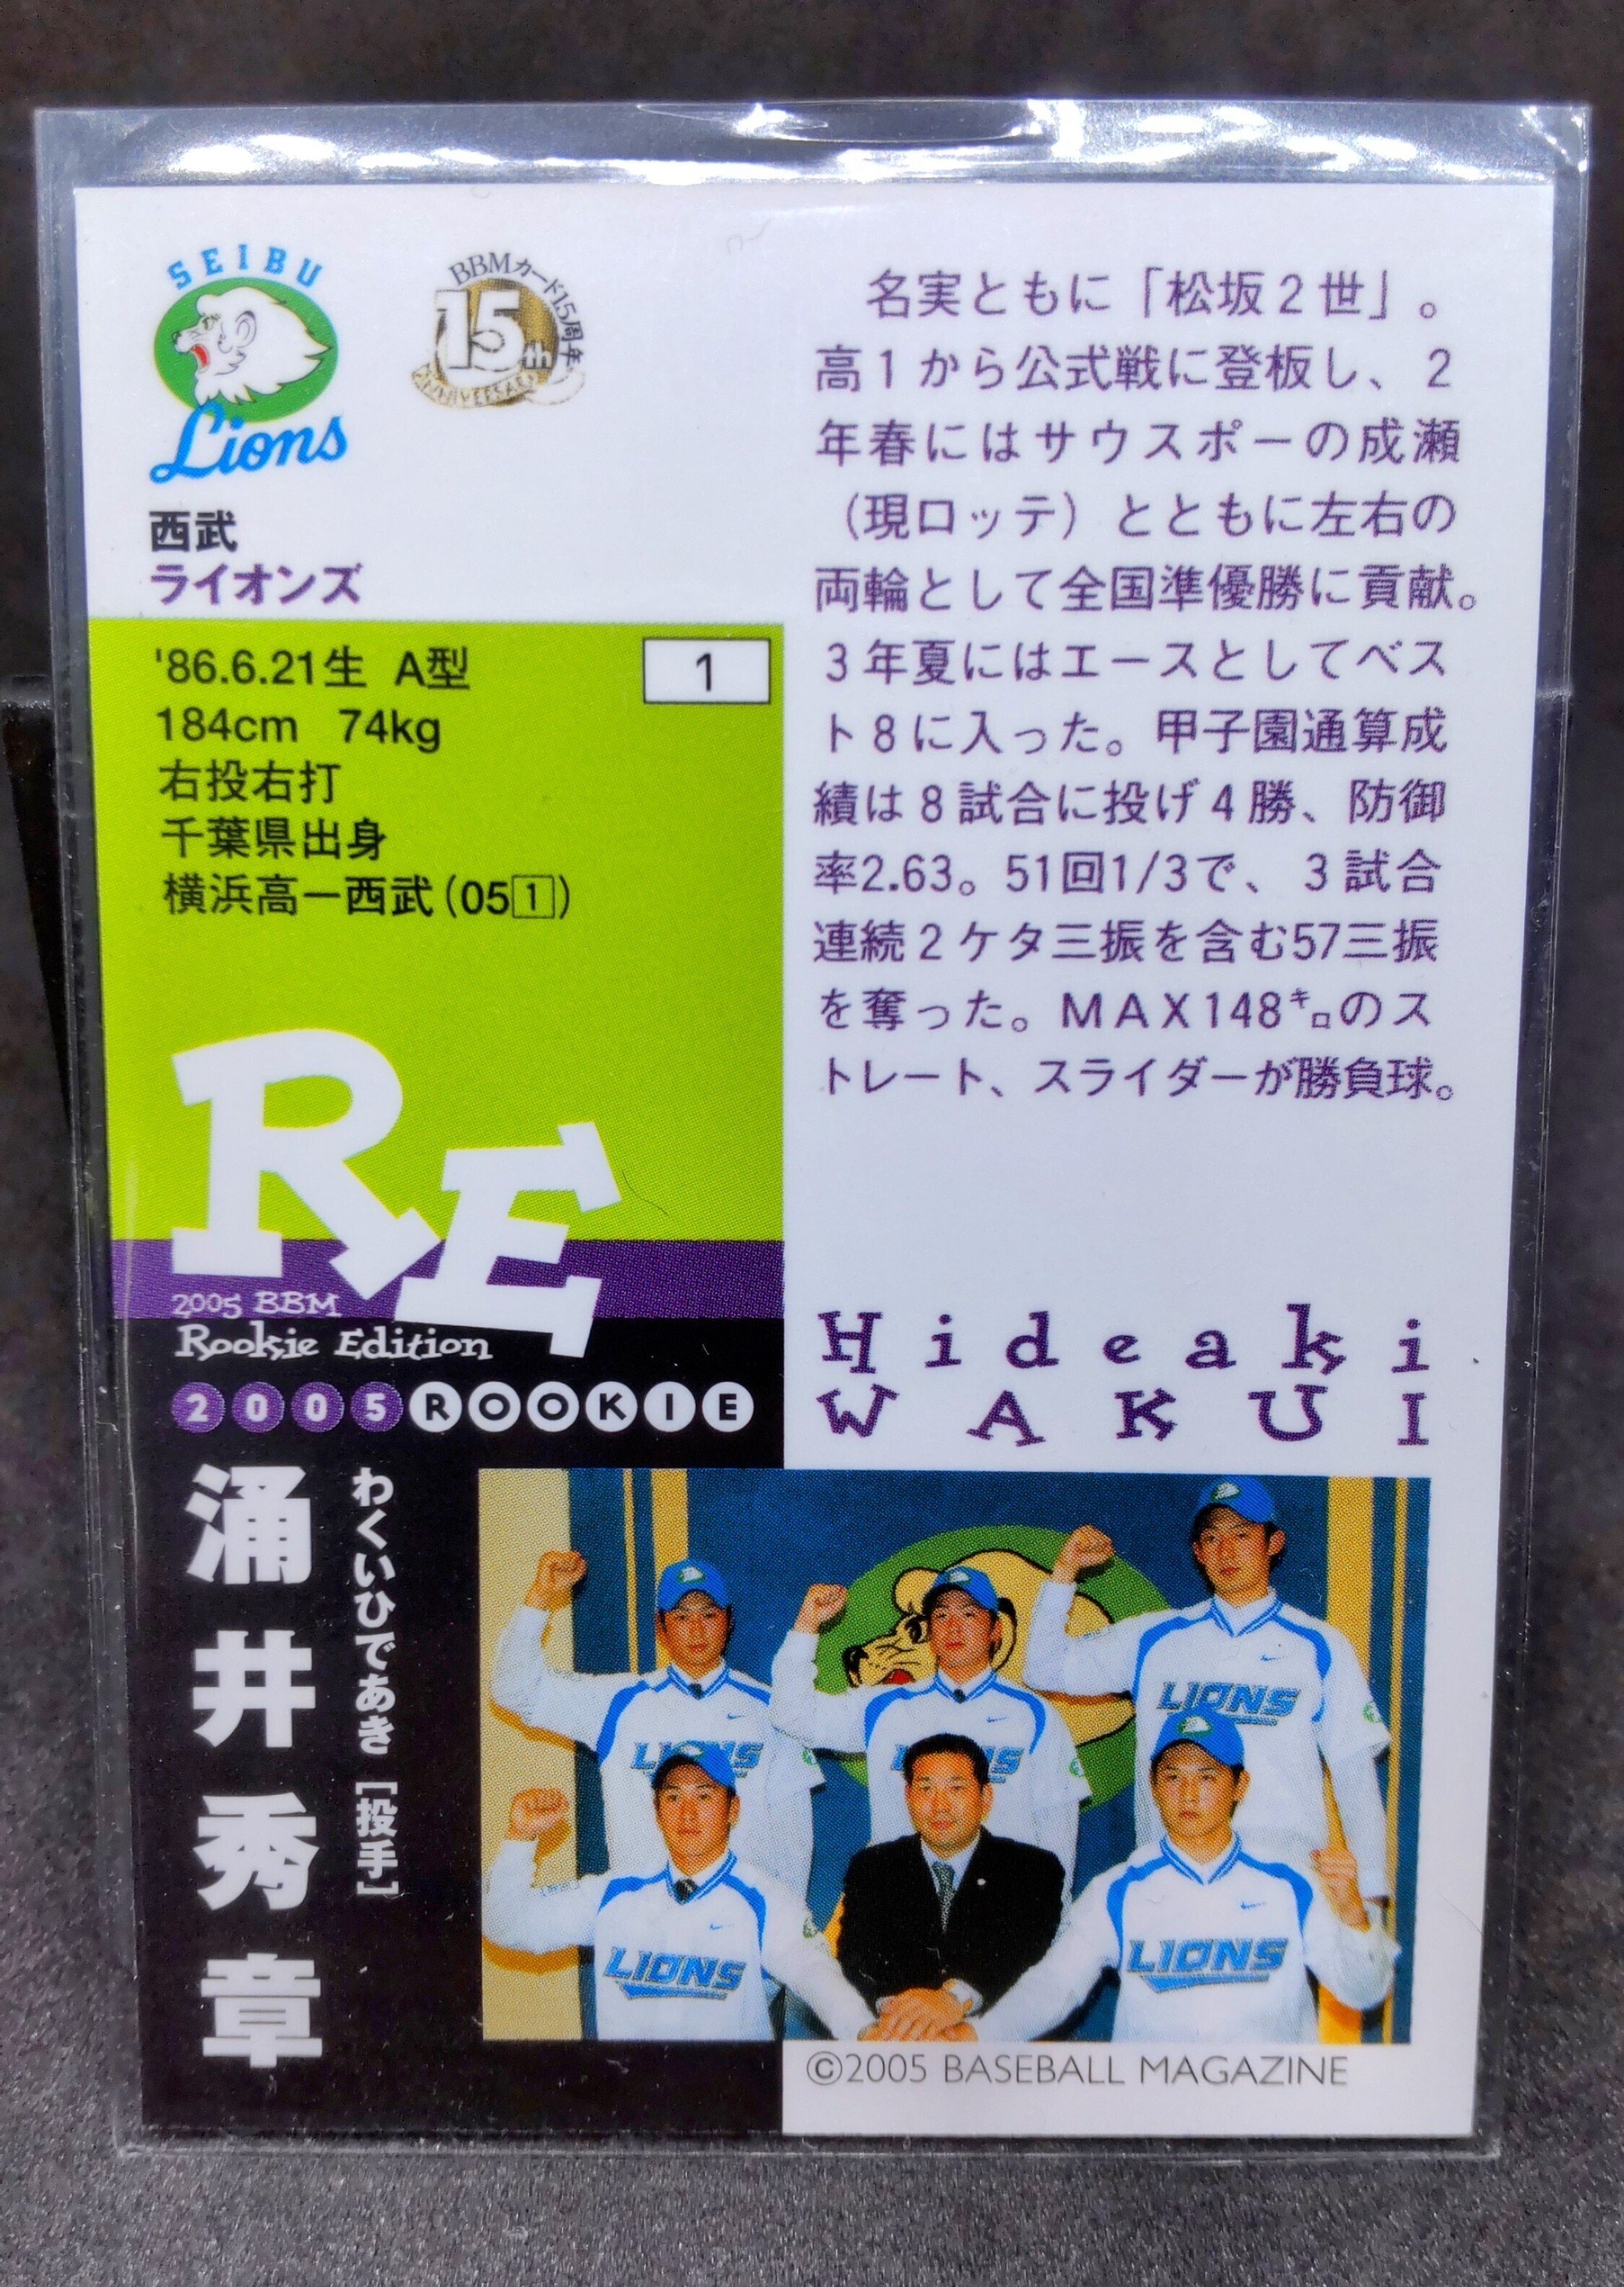 SEIBU
Lions
BBMカード15周年
15th
ANNIVERSARY
西武
ライオンズ
'86.6.21生 A型
1
184cm 74kg
右投右打
千葉県出身
横浜高ー西武(05１)
名実ともに「松坂2世」。
高1から公式戦に登板し、2
年春にはサウスポーの成瀬
(現ロッテ)とともに左右の
両輪として全国準優勝に貢献。
3年夏にはエースとしてベス
ト8に入った。甲子園通算成
績は8試合に投げ4勝、防御
率2.63。51回1/3で、3試合
連続2ケタ三振を含む57三振
を奪った。MAX148㌔のス
トレート、スライダーが勝負球。
RE
2005 BBM
Rookie Edition
2005ROOKIE
Hideaki
WAKUI
涌井秀章
わくいひであき[投手]
LIONS
LIONS
LIONS
LIONS
LIONS
©2005 BASEBALL MAGAZINE